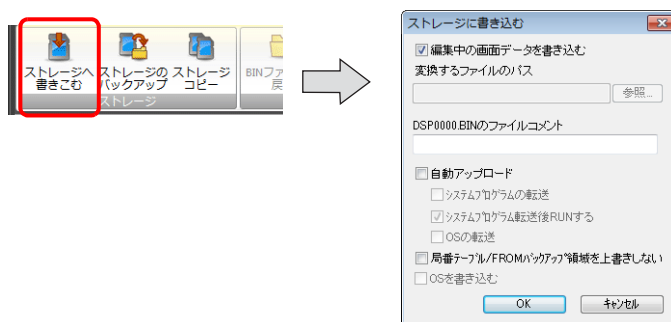 ストレージへ
書きこむ
ストレージの
バックアップ
ストレージ
コピー
BINファ
戻
ストレージ
ストレージに書き込む
編集中の画面データを書き込む
変換するファイルのパス
参照...
DSP0000.BINのファイルコメント
自動アップロード
システムプログラムの転送
システムプログラム転送後RUNする
OSの転送
局番テーブル/FROMバックアップ領域を上書きしない
OSを書き込む
OK
キャンセル